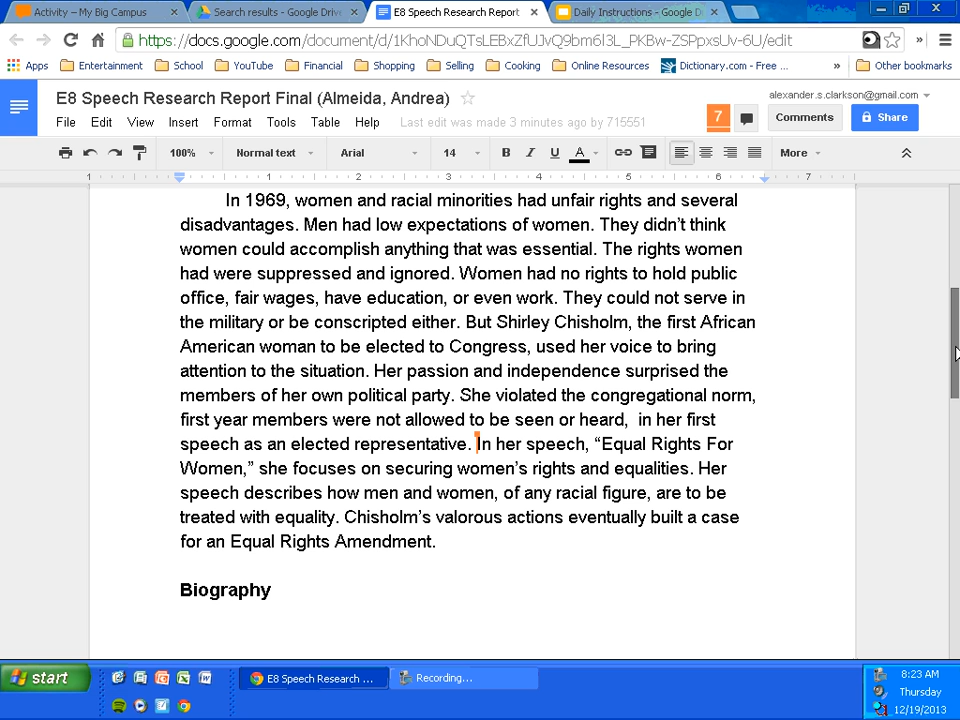 Activity – My Big Campus
Search results - Google Driv
E8 Speech Research Report
Daily Instructions - Google D
https://docs.google.com/document/d/1KhoNDuQTsLEBxZfUJvQ9bm6l3L_PKBw-ZSPpxsUv-6U/edit
Apps Entertainment School YouTube Financial Shopping Selling Cooking Online Resources Dictionary.com - Free ... » Other bookmarks
E8 Speech Research Report Final (Almeida, Andrea)
alexander.s.clarkson@gmail.com
File Edit View Insert Format Tools Table Help Last edit was made 3 minutes ago by 715551
7 Comments Share
100% Normal text Arial 14 B I U A More
1 1 2 3 4 5 6 7
In 1969, women and racial minorities had unfair rights and several
disadvantages. Men had low expectations of women. They didn’t think
women could accomplish anything that was essential. The rights women
had were suppressed and ignored. Women had no rights to hold public
office, fair wages, have education, or even work. They could not serve in
the military or be conscripted either. But Shirley Chisholm, the first African
American woman to be elected to Congress, used her voice to bring
attention to the situation. Her passion and independence surprised the
members of her own political party. She violated the congregational norm,
first year members were not allowed to be seen or heard,  in her first
speech as an elected representative. In her speech, “Equal Rights For
Women,” she focuses on securing women’s rights and equalities. Her
speech describes how men and women, of any racial figure, are to be
treated with equality. Chisholm’s valorous actions eventually built a case
for an Equal Rights Amendment.
Biography
start
E8 Speech Research ...
Recording...
8:23 AM
Thursday
12/19/2013